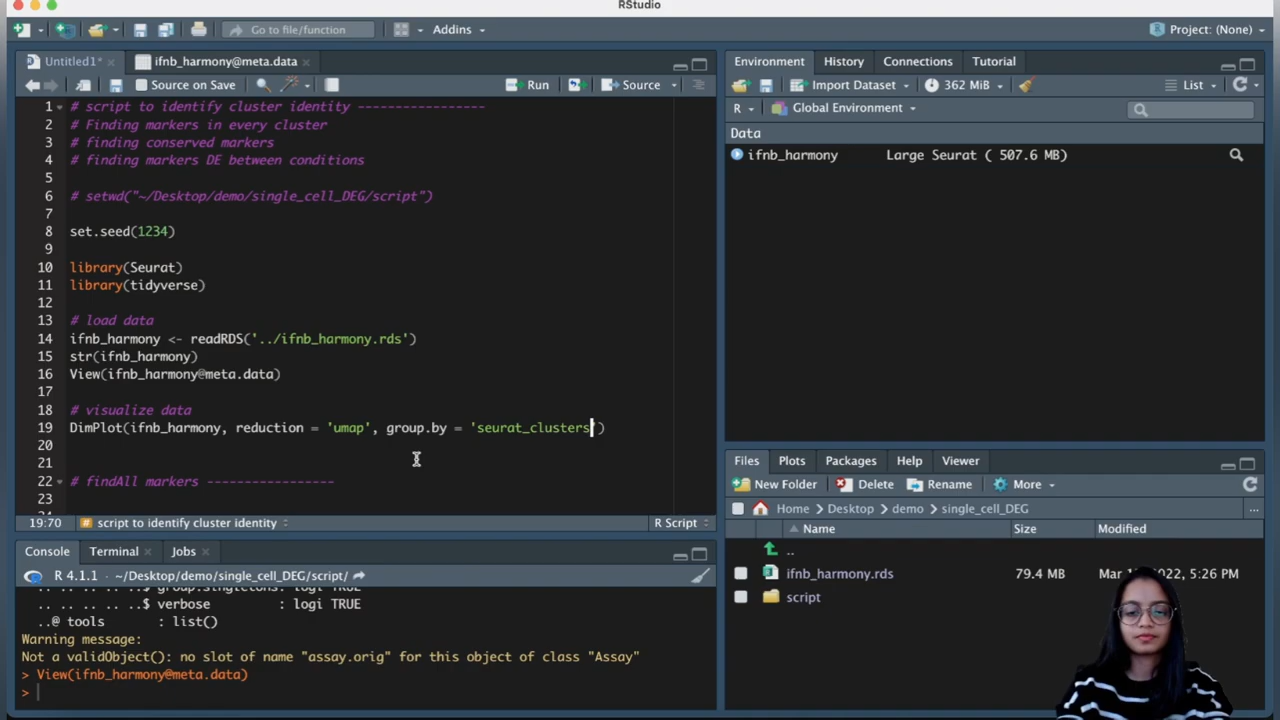 RStudio
Go to file/function
Addins
Project: (None)
Untitled1*
ifnb_harmony@meta.data
Source on Save
Run
Source
1 # script to identify cluster identity -----------------
2 # Finding markers in every cluster
3 # finding conserved markers
4 # finding markers DE between conditions
5
6 # setwd("~/Desktop/demo/single_cell_DEG/script")
7
8 set.seed(1234)
9
10 library(Seurat)
11 library(tidyverse)
12
13 # load data
14 ifnb_harmony <- readRDS('../ifnb_harmony.rds')
15 str(ifnb_harmony)
16 View(ifnb_harmony@meta.data)
17
18 # visualize data
19 DimPlot(ifnb_harmony, reduction = 'umap', group.by = 'seurat_clusters')
20
21
22 # findAll markers -----------------
23
19:70 # script to identify cluster identity R Script
Console Terminal Jobs
R 4.1.1 · ~/Desktop/demo/single_cell_DEG/script/
.. .. .. .. ..$ group.singletons: logi TRUE
.. .. .. .. ..$ verbose : logi TRUE
..@ tools : list()
Warning message:
Not a validObject(): no slot of name "assay.orig" for this object of class "Assay"
> View(ifnb_harmony@meta.data)
>
Environment History Connections Tutorial
Import Dataset 362 MiB List
R Global Environment
Data
ifnb_harmony Large Seurat ( 507.6 MB)
Files Plots Packages Help Viewer
New Folder Delete Rename More
Home Desktop demo single_cell_DEG ...
Name Size Modified
..
ifnb_harmony.rds 79.4 MB 2022, 5:26 PM
script